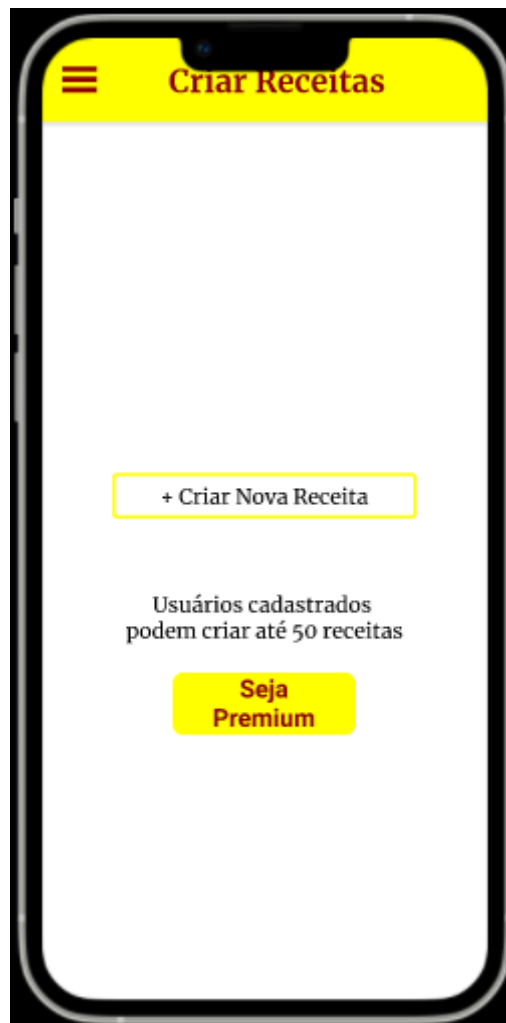 Criar Receitas
+ Criar Nova Receita
Usuários cadastrados
podem criar até 50 receitas
Seja
Premium